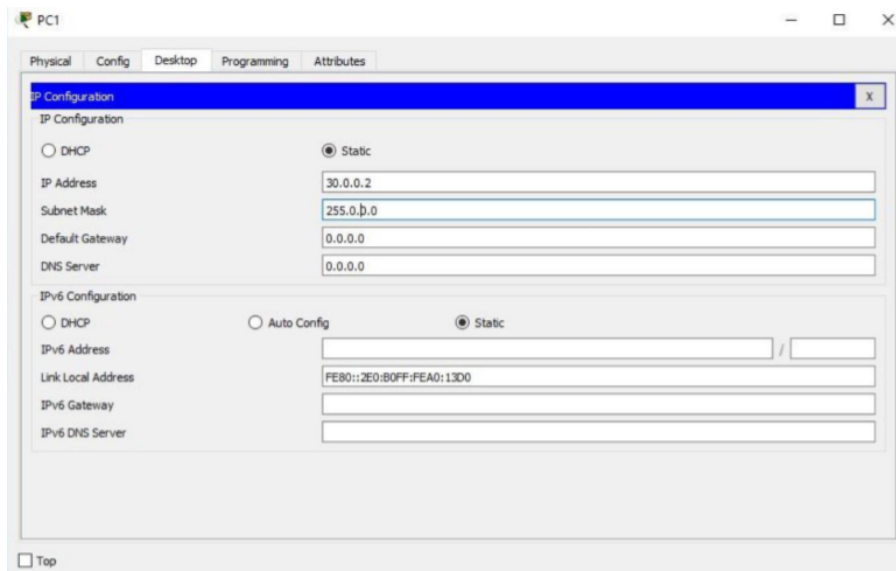 PC1
Physical Config Desktop Programming Attributes
IP Configuration X
IP Configuration
DHCP Static
IP Address 30.0.0.2
Subnet Mask 255.0.0.0
Default Gateway 0.0.0.0
DNS Server 0.0.0.0
IPv6 Configuration
DHCP Auto Config Static
IPv6 Address /
Link Local Address FE80::2E0:B0FF:FEA0:13D0
IPv6 Gateway
IPv6 DNS Server
Top